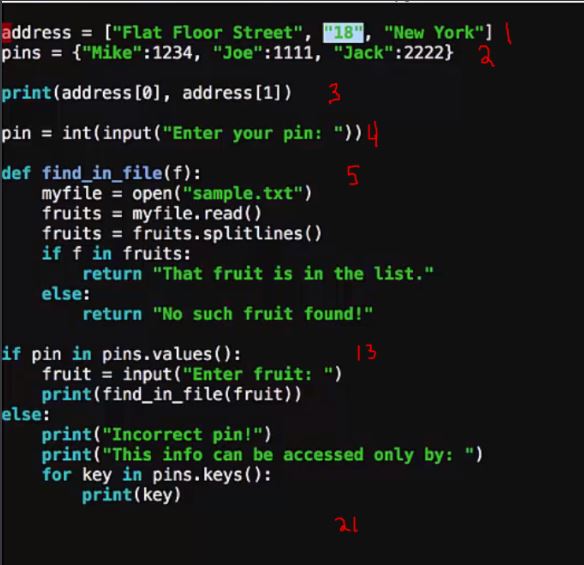 address = ["Flat Floor Street", "18", "New York"] 1
pins = {"Mike":1234, "Joe":1111, "Jack":2222} 2
print(address[0], address[1]) 3
pin = int(input("Enter your pin: ")) 4
def find_in_file(f): 5
    myfile = open("sample.txt")
    fruits = myfile.read()
    fruits = fruits.splitlines()
    if f in fruits:
        return "That fruit is in the list."
    else:
        return "No such fruit found!"
if pin in pins.values(): 13
    fruit = input("Enter fruit: ")
    print(find_in_file(fruit))
else:
    print("Incorrect pin!")
    print("This info can be accessed only by: ")
    for key in pins.keys():
        print(key)
21